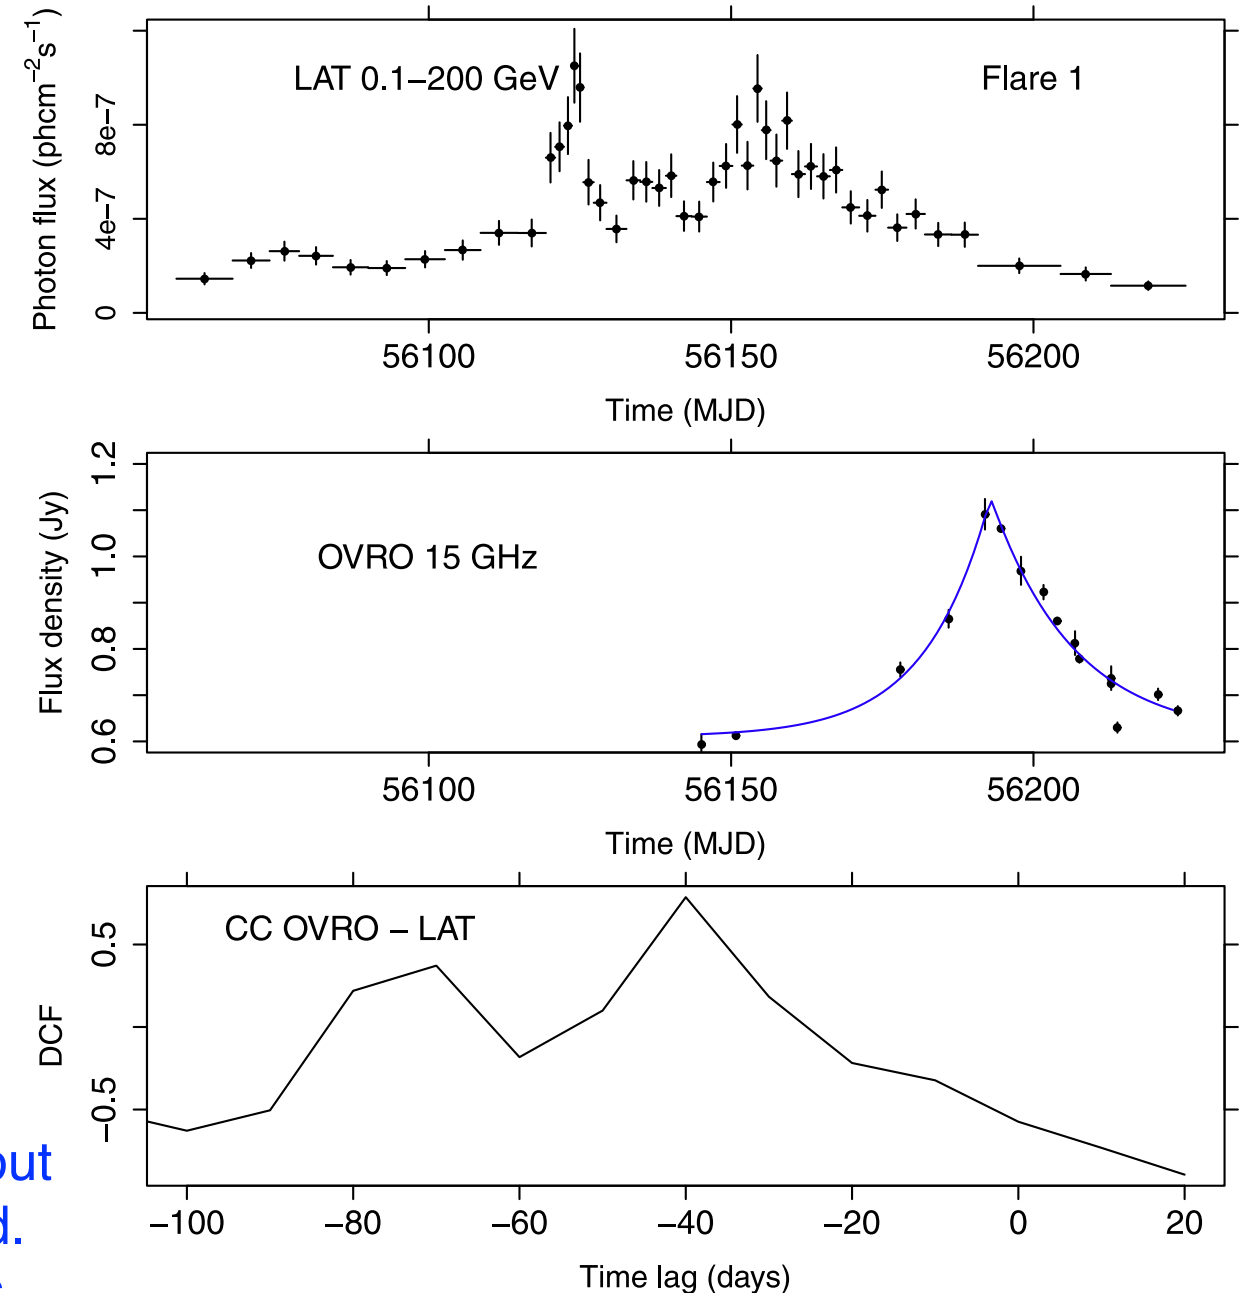 LAT 0.1–200 GeV
Flare 1
Photon flux (phcm−2s−1)
0
4e−7
8e−7
56100
56150
56200
Time (MJD)
OVRO 15 GHz
Flux density (Jy)
0.6
0.8
1.0
1.2
56100
56150
56200
Time (MJD)
CC OVRO – LAT
DCF
−0.5
0.5
−100
−80
−60
−40
−20
0
20
Time lag (days)